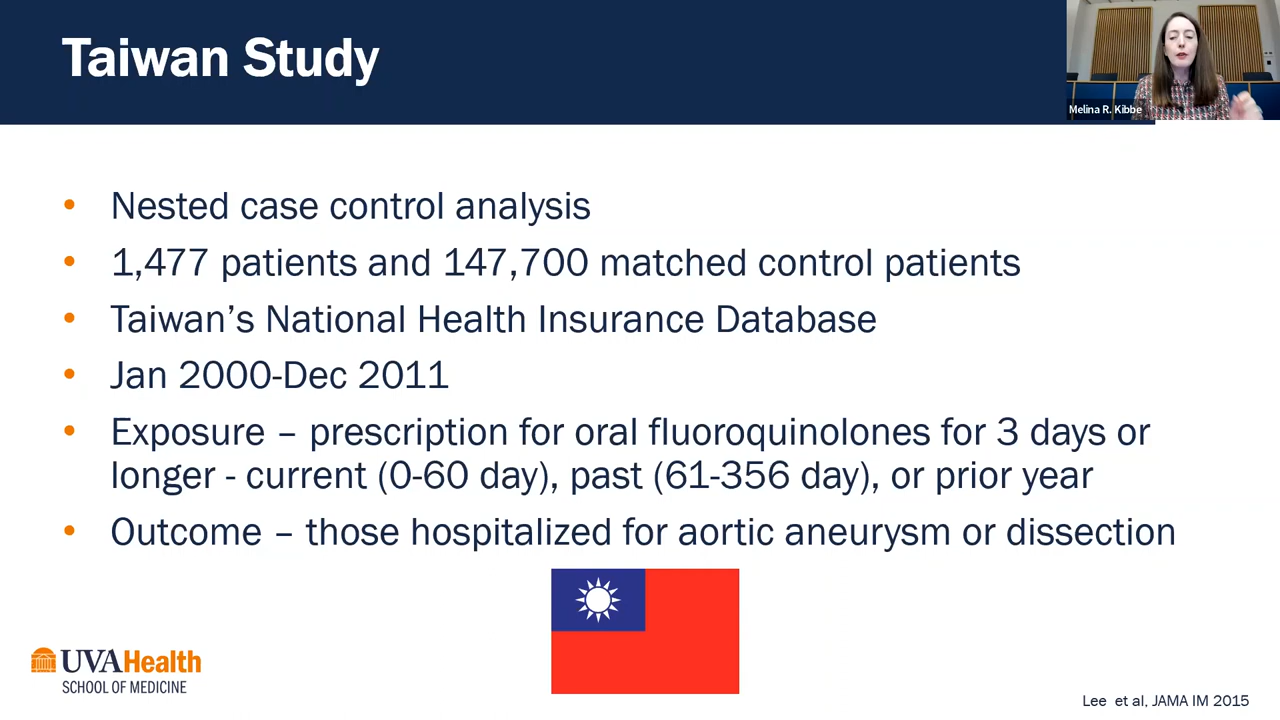 Taiwan Study
Melina R. Kibbe
• Nested case control analysis
• 1,477 patients and 147,700 matched control patients
• Taiwan’s National Health Insurance Database
• Jan 2000-Dec 2011
• Exposure – prescription for oral fluoroquinolones for 3 days or
longer - current (0-60 day), past (61-356 day), or prior year
• Outcome – those hospitalized for aortic aneurysm or dissection
UVAHealth
SCHOOL OF MEDICINE
Lee et al, JAMA IM 2015